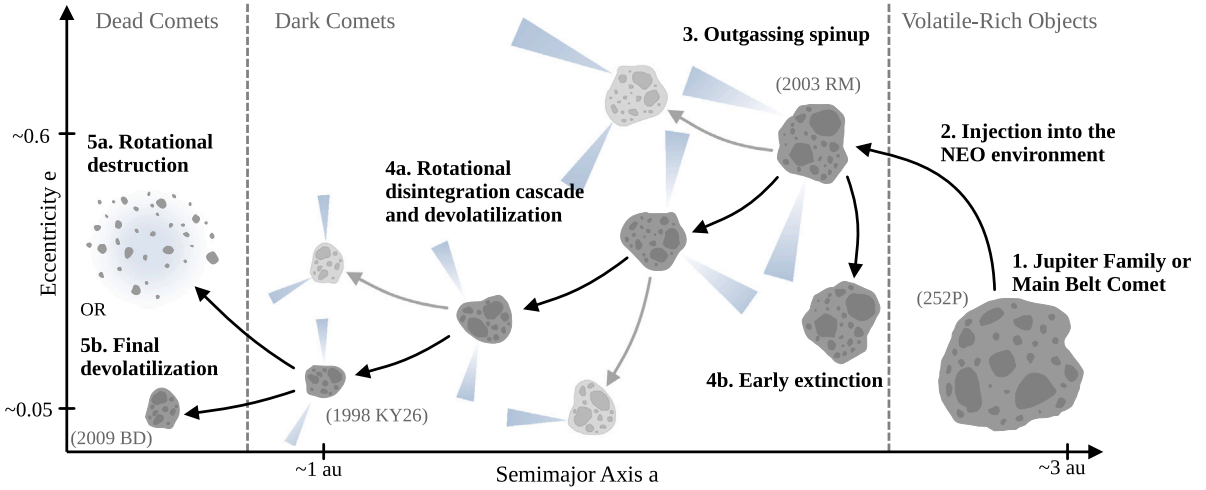 Dead Comets
Dark Comets
Volatile-Rich Objects
3. Outgassing spinup
(2003 RM)
~0.6
5a. Rotational
destruction
2. Injection into the
NEO environment
4a. Rotational
disintegration cascade
and devolatilization
Eccentricity e
1. Jupiter Family or
Main Belt Comet
(252P)
OR
5b. Final
devolatilization
4b. Early extinction
~0.05
(1998 KY26)
(2009 BD)
~1 au
Semimajor Axis a
~3 au